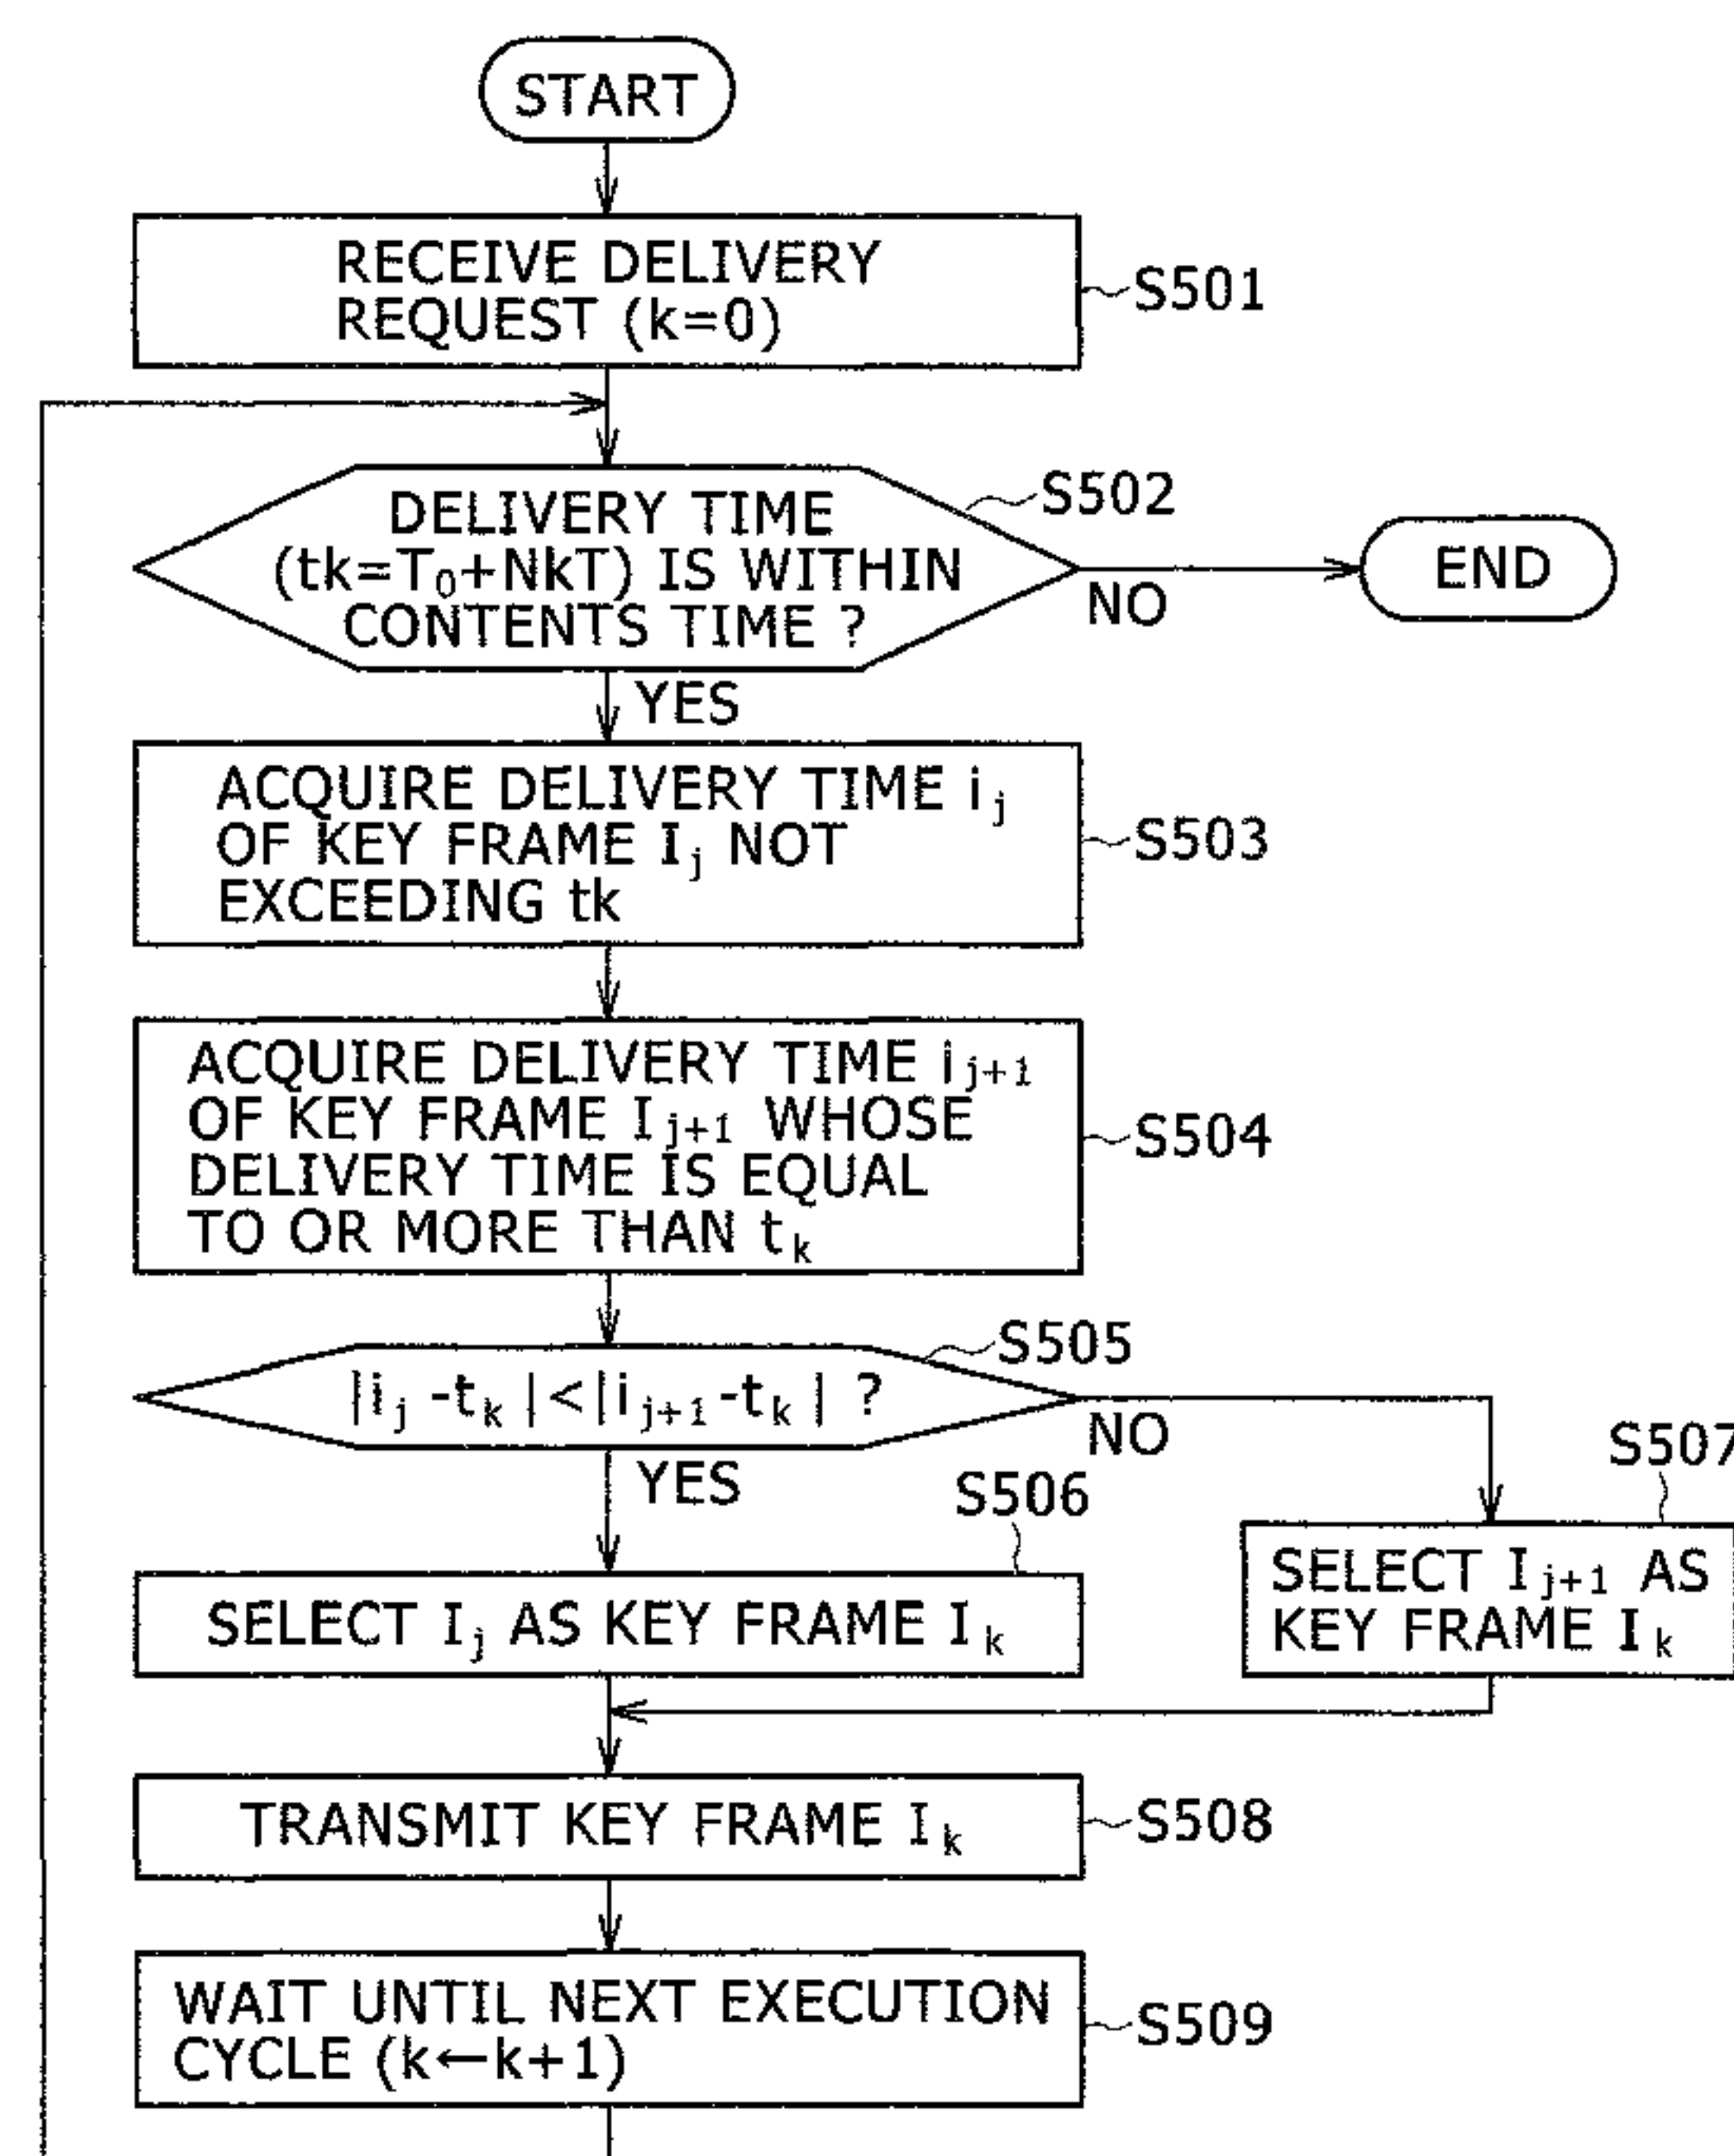 START
RECEIVE DELIVERY
REQUEST (k=0)
S501
S502
DELIVERY TIME
(tk=T₀+NkT) IS WITHIN
CONTENTS TIME ?
NO
END
YES
ACQUIRE DELIVERY TIME iⱼ
OF KEY FRAME Iⱼ NOT
EXCEEDING tk
S503
ACQUIRE DELIVERY TIME iⱼ₊₁
OF KEY FRAME Iⱼ₊₁ WHOSE
DELIVERY TIME IS EQUAL
TO OR MORE THAN tₖ
S504
S505
|iⱼ -tₖ |<|iⱼ₊₁-tₖ | ?
NO
YES
S506
S507
SELECT Iⱼ AS KEY FRAME Iₖ
SELECT Iⱼ₊₁ AS
KEY FRAME Iₖ
TRANSMIT KEY FRAME Iₖ
S508
WAIT UNTIL NEXT EXECUTION
CYCLE (k←k+1)
S509